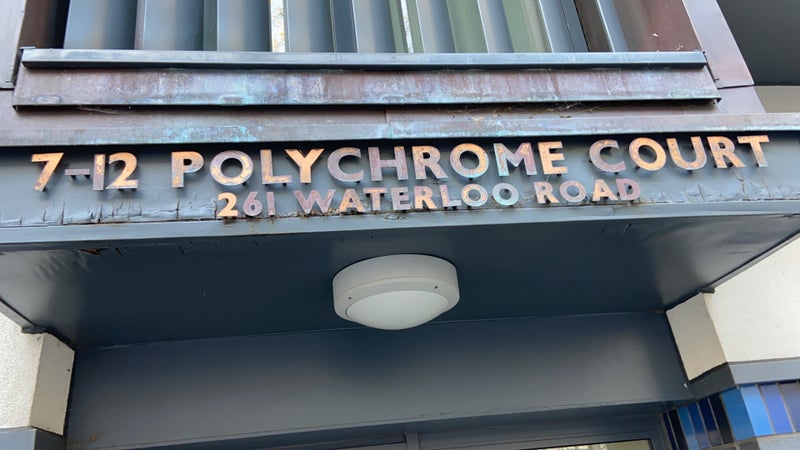 7-12 POLYCHROME COURT
261 WATERLOO ROAD